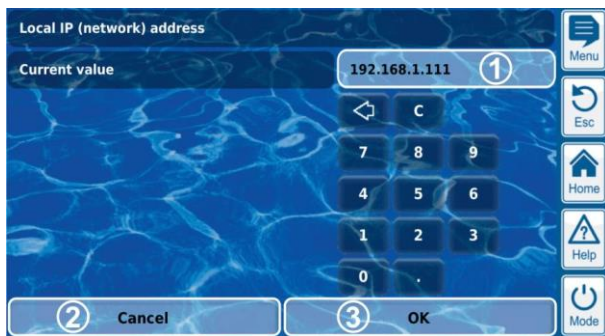 Local IP (network) address
Current value
192.168.1.111
1
C
7 8 9
4 5 6
1 2 3
0 .
2 Cancel
3 OK
Menu
Esc
Home
?
Help
Mode